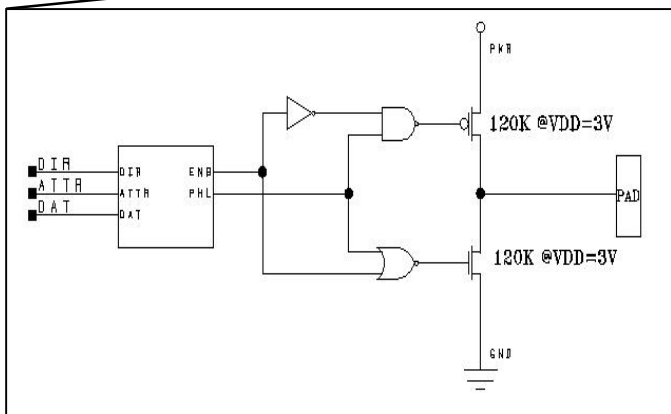 PWR
120K @VDD=3V
DIR
ATTR
DAT
DIR ENB
ATTR PHL
DAT
PAD
120K @VDD=3V
GND